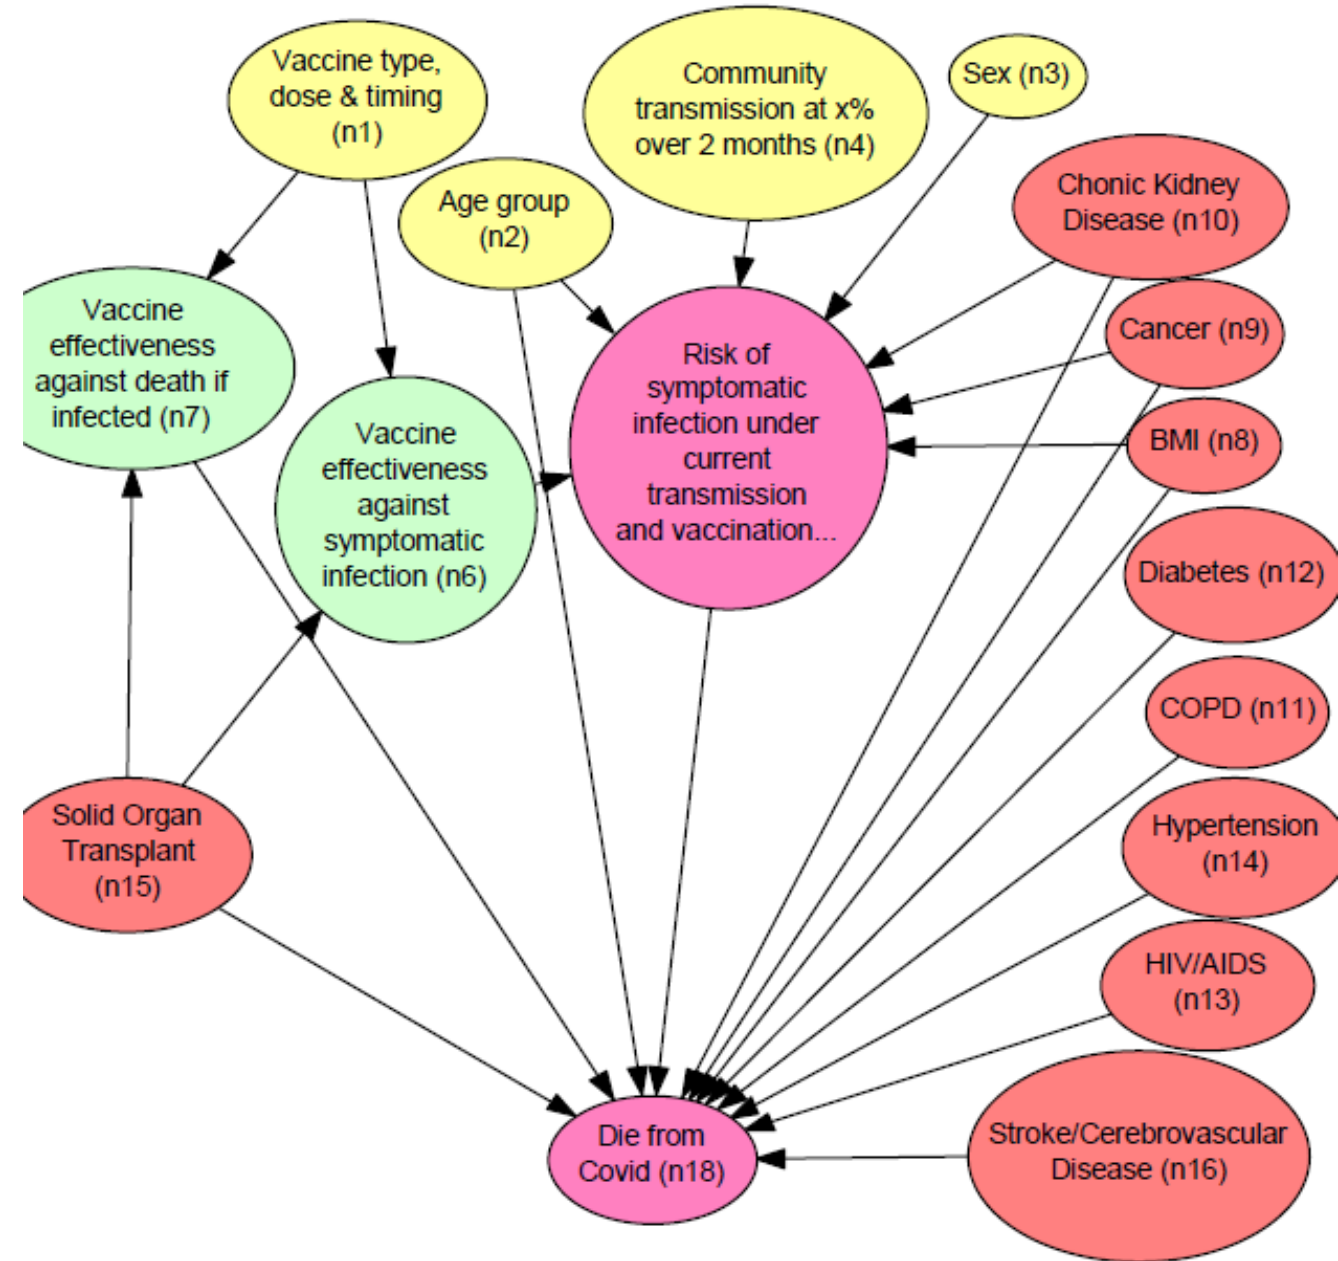 Vaccine type,
dose & timing
(n1)
Community
transmission at x%
over 2 months (n4)
Sex (n3)
Age group
(n2)
Chonic Kidney
Disease (n10)
Vaccine
effectiveness
against death if
infected (n7)
Cancer (n9)
Risk of
symptomatic
infection under
current
transmission
and vaccination...
BMI (n8)
Vaccine
effectiveness
against
symptomatic
infection (n6)
Diabetes (n12)
COPD (n11)
Solid Organ
Transplant
(n15)
Hypertension
(n14)
HIV/AIDS
(n13)
Die from
Covid (n18)
Stroke/Cerebrovascular
Disease (n16)